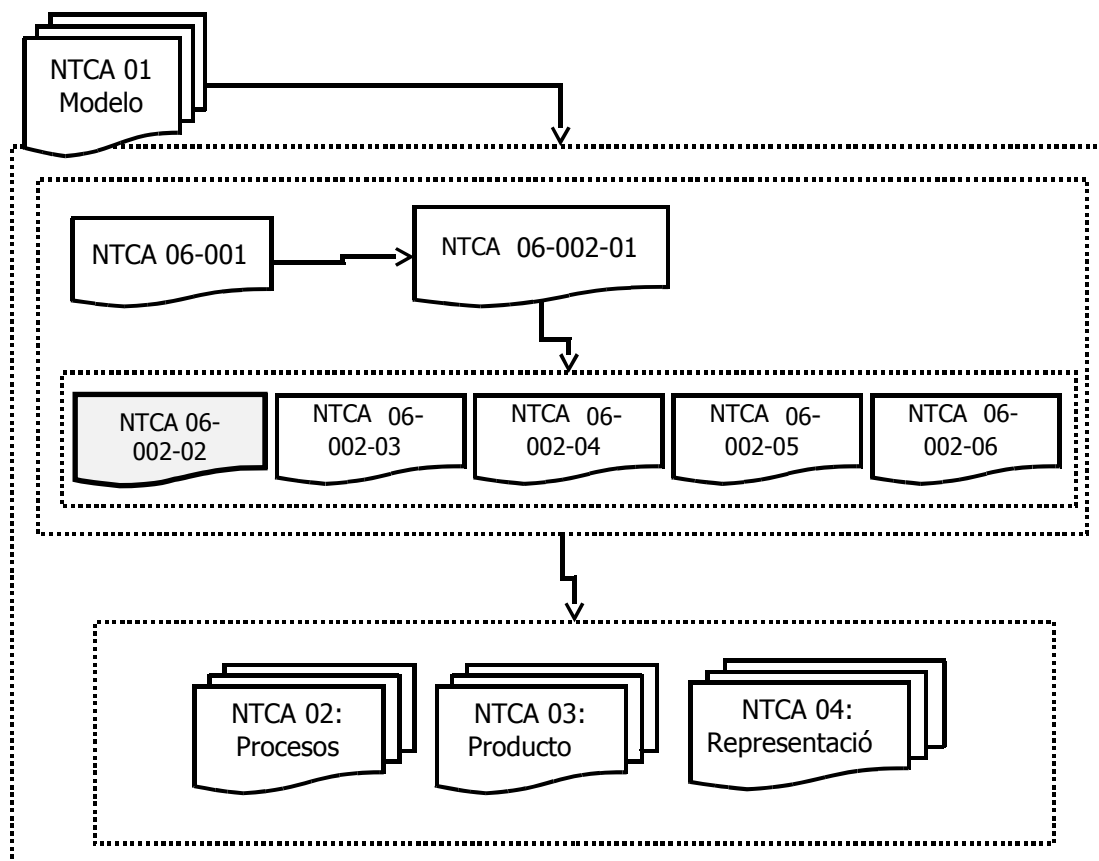 NTCA 01
Modelo
NTCA 06-001
NTCA 06-002-01
NTCA 06-
002-02
NTCA 06-
002-03
NTCA 06-
002-04
NTCA 06-
002-05
NTCA 06-
002-06
NTCA 02:
Procesos
NTCA 03:
Producto
NTCA 04:
Representació